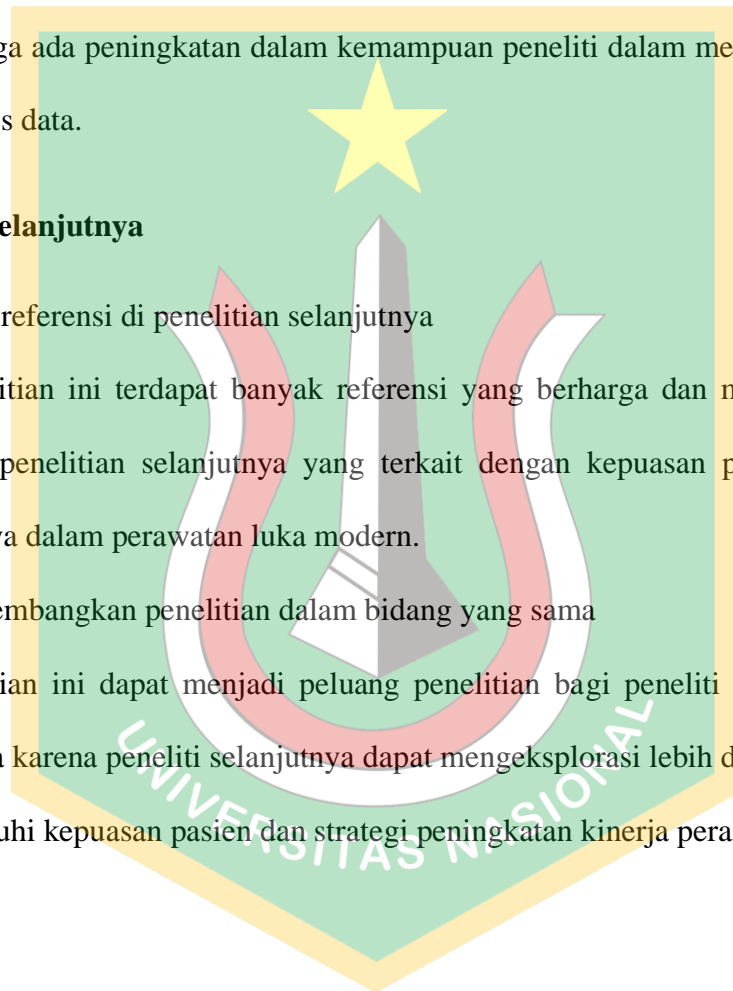 ga ada peningkatan dalam kemampuan peneliti dalam me
s data.
elanjutnya
referensi di penelitian selanjutnya
itian ini terdapat banyak referensi yang berharga dan m
penelitian selanjutnya yang terkait dengan kepuasan p
ya dalam perawatan luka modern.
embangkan penelitian dalam bidang yang sama
ian ini dapat menjadi peluang penelitian bagi peneliti
a karena peneliti selanjutnya dapat mengeksplorasi lebih d
uhi kepuasan pasien dan strategi peningkatan kinerja pera
UNIVERSITAS NASIONAL